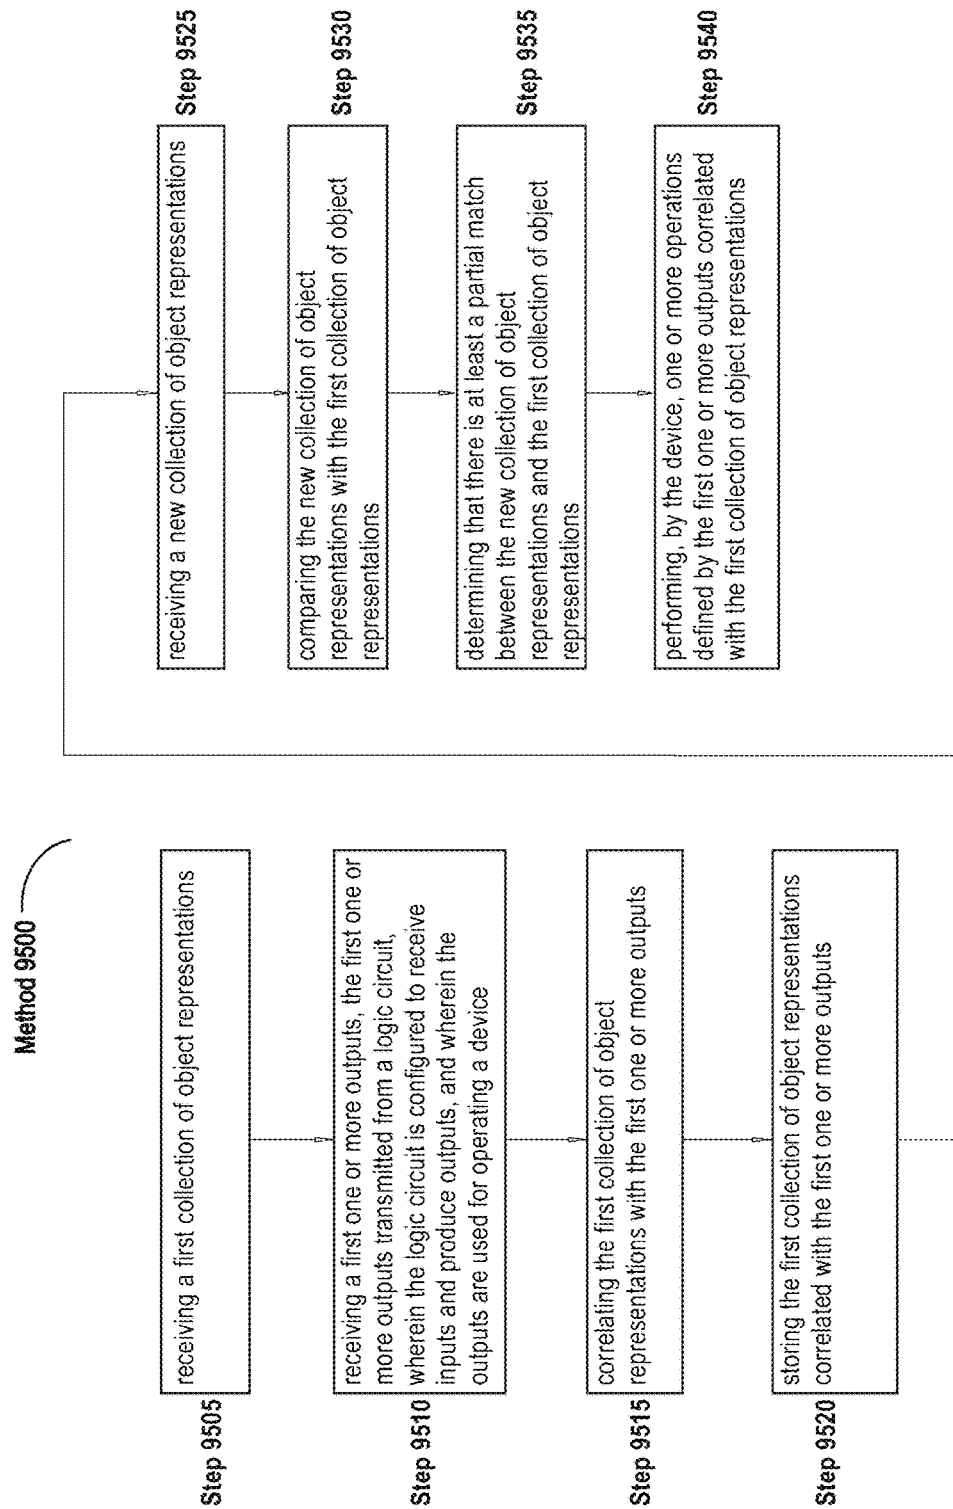 Method 9500
Step 9505
receiving a first collection of object representations
Step 9510
receiving a first one or more outputs, the first one or
more outputs transmitted from a logic circuit,
wherein the logic circuit is configured to receive
inputs and produce outputs, and wherein the
outputs are used for operating a device
Step 9515
correlating the first collection of object
representations with the first one or more outputs
Step 9520
storing the first collection of object representations
correlated with the first one or more outputs
receiving a new collection of object representations
Step 9525
comparing the new collection of object
representations with the first collection of object
representations
Step 9530
determining that there is at least a partial match
between the new collection of object
representations and the first collection of object
representations
Step 9535
performing, by the device, one or more operations
defined by the first one or more outputs correlated
with the first collection of object representations
Step 9540